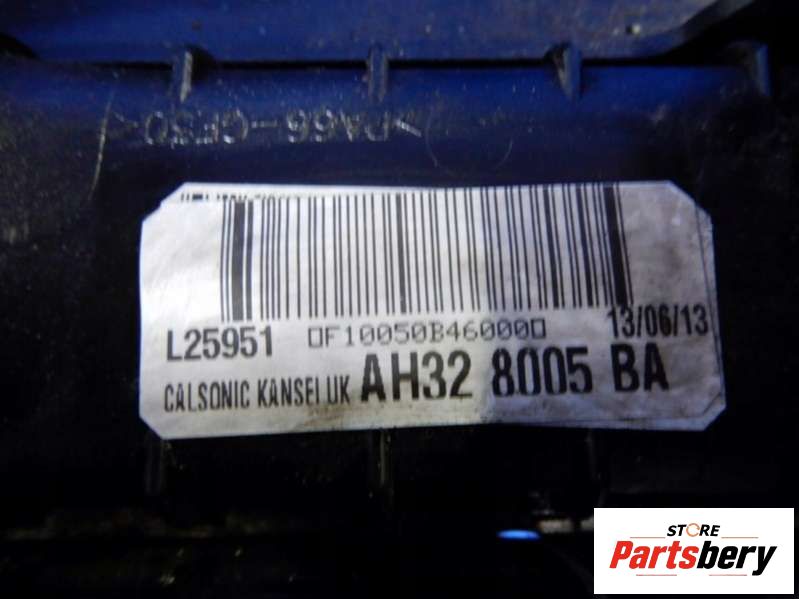 L25951
F10050B46000
13/06/13
CALSONIC KANSEI UK
AH32 8005 BA
STORE
Partsbery